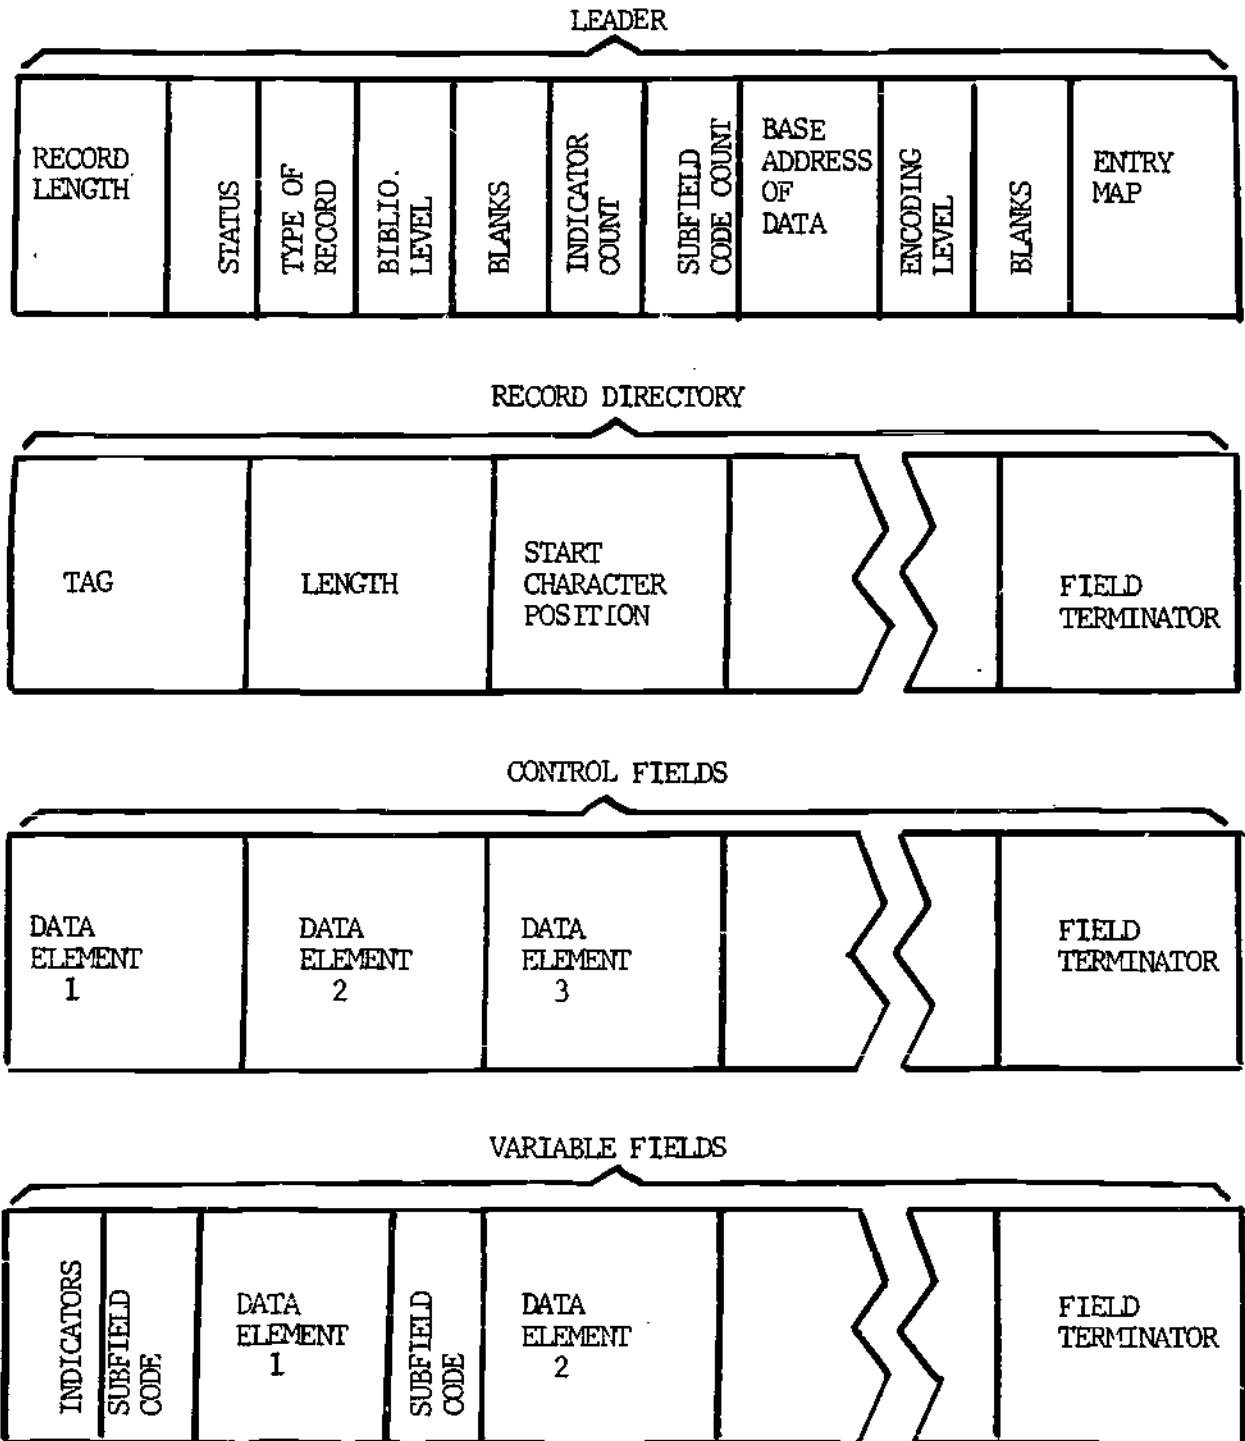 LEADER
RECORD
LENGTH
STATUS
TYPE OF
RECORD
BIBLIO.
LEVEL
BLANKS
INDICATOR
COUNT
SUBFIELD
CODE COUNT
BASE
ADDRESS
OF
DATA
ENCODING
LEVEL
BLANKS
ENTRY
MAP
RECORD DIRECTORY
TAG
LENGTH
START
CHARACTER
POSITION
FIELD
TERMINATOR
CONTROL FIELDS
DATA
ELEMENT
1
DATA
ELEMENT
2
DATA
ELEMENT
3
FIELD
TERMINATOR
VARIABLE FIELDS
INDICATORS
SUBFIELD
CODE
DATA
ELEMENT
1
SUBFIELD
CODE
DATA
ELEMENT
2
FIELD
TERMINATOR